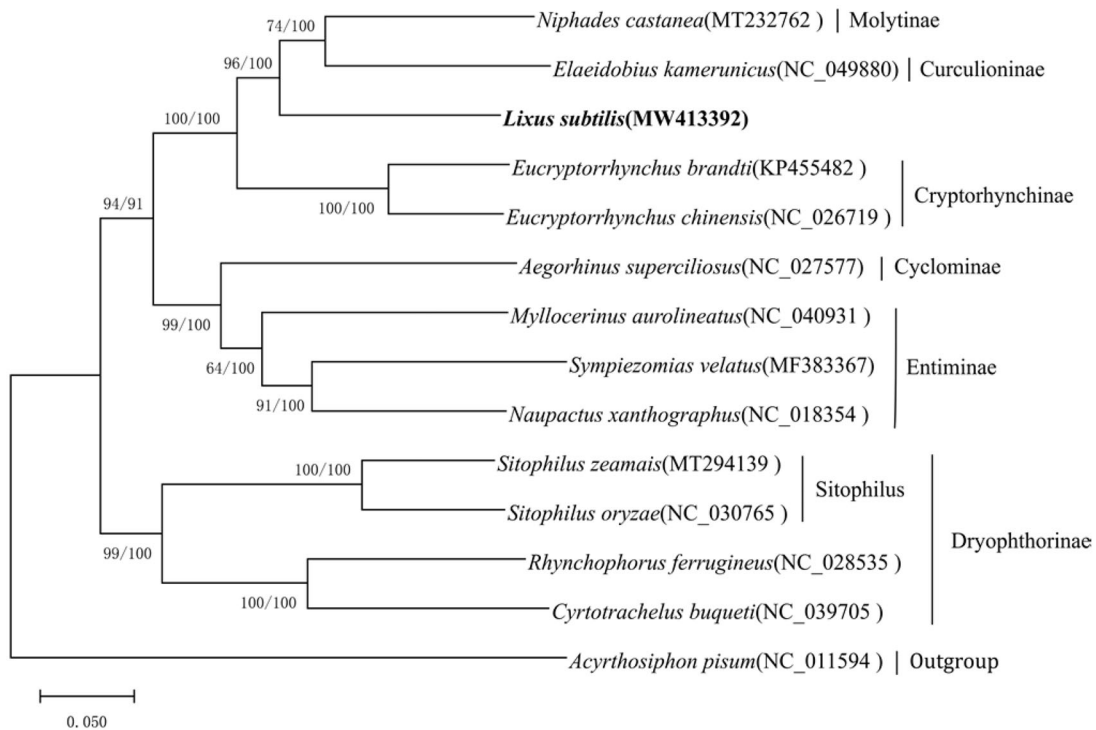 74/100
Niphades castanea(MT232762 ) | Molytinae
96/100
Elaeidobius kamerunicus(NC_049880) | Curculioninae
100/100
Lixus subtilis(MW413392)
Eucryptorrhynchus brandti(KP455482 )
Cryptorhynchinae
100/100
Eucryptorrhynchus chinensis(NC_026719 )
94/91
Aegorhinus superciliosus(NC_027577) | Cyclominae
99/100
Myllocerinus aurolineatus(NC_040931 )
64/100
Sympiezomias velatus(MF383367)
Entiminae
91/100
Naupactus xanthographus(NC_018354 )
100/100
Sitophilus zeamais(MT294139 )
Sitophilus
Sitophilus oryzae(NC_030765 )
Dryophthorinae
99/100
Rhynchophorus ferrugineus(NC_028535 )
100/100
Cyrtotrachelus buqueti(NC_039705 )
Acyrthosiphon pisum(NC_011594 ) | Outgroup
0.050